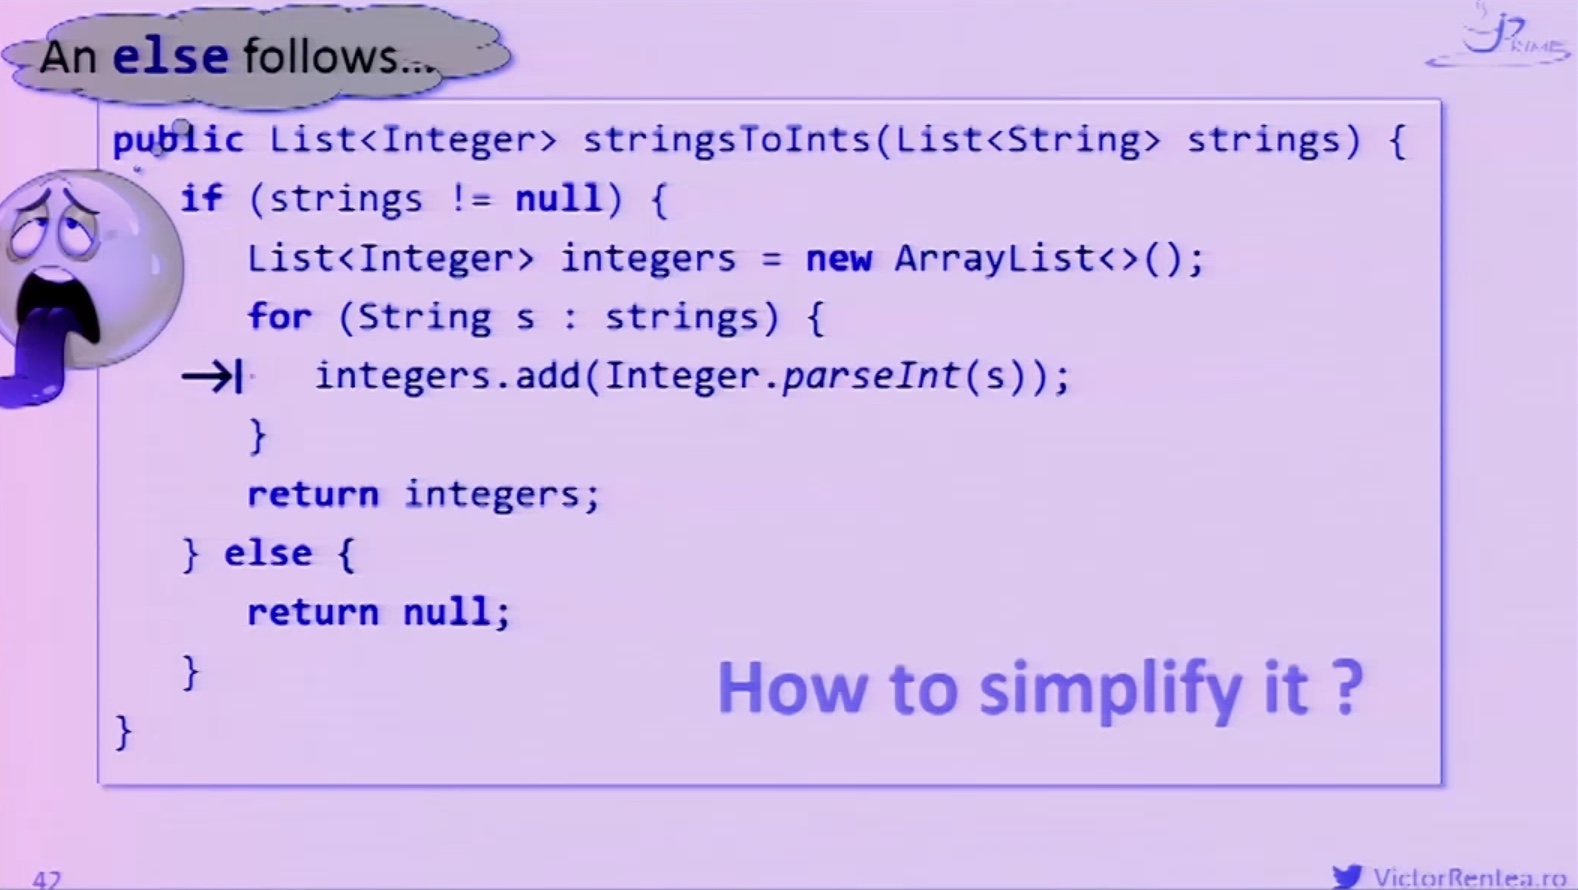 An else follows...
JPRIME
public List<Integer> stringsToInts(List<String> strings) {
if (strings != null) {
List<Integer> integers = new ArrayList<>();
for (String s : strings) {
integers.add(Integer.parseInt(s));
}
return integers;
} else {
return null;
}
How to simplify it ?
}
42
VictorRentea.ro